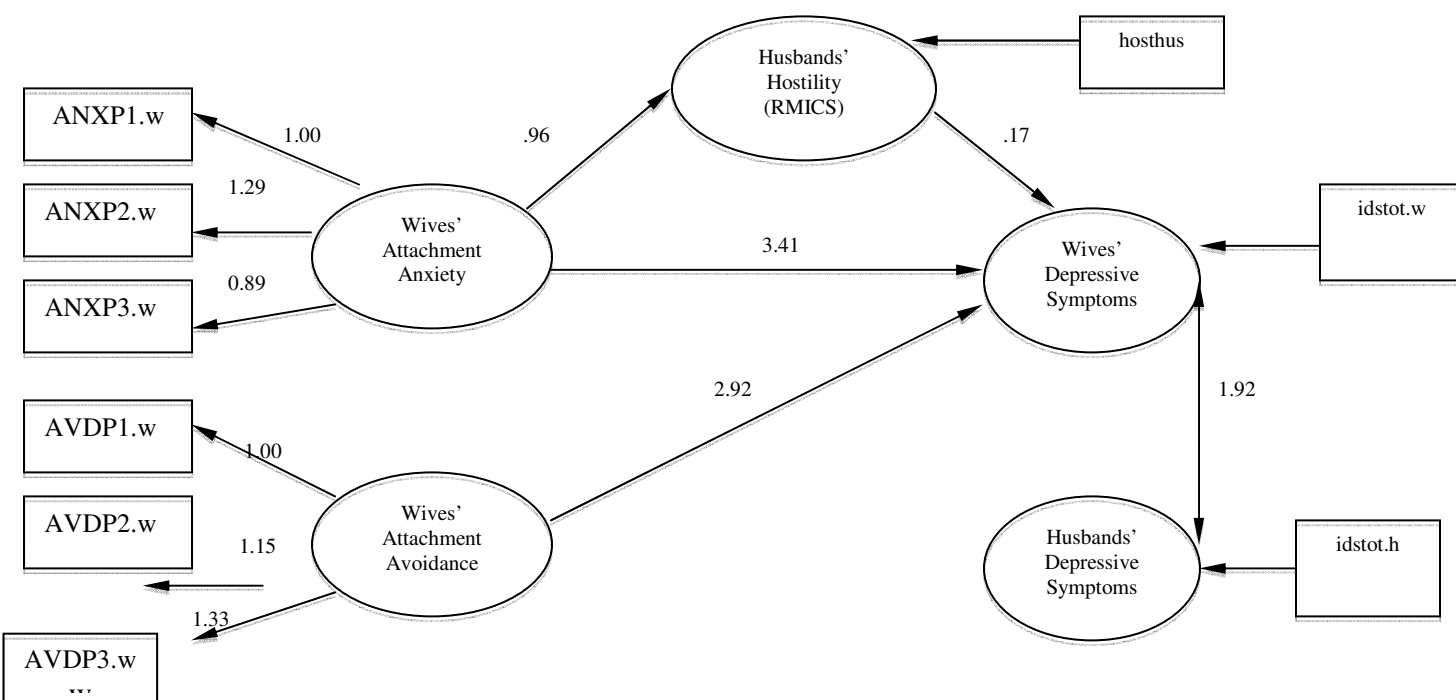 hosthus
Husbands’
Hostility
(RMICS)
ANXP1.w
1.00
.96
.17
1.29
ANXP2.w
idstot.w
Wives’
Attachment
Anxiety
3.41
Wives’
Depressive
Symptoms
0.89
ANXP3.w
2.92
1.92
AVDP1.w
1.00
AVDP2.w
Wives’
Attachment
Avoidance
1.15
Husbands’
Depressive
Symptoms
idstot.h
1.33
AVDP3.w